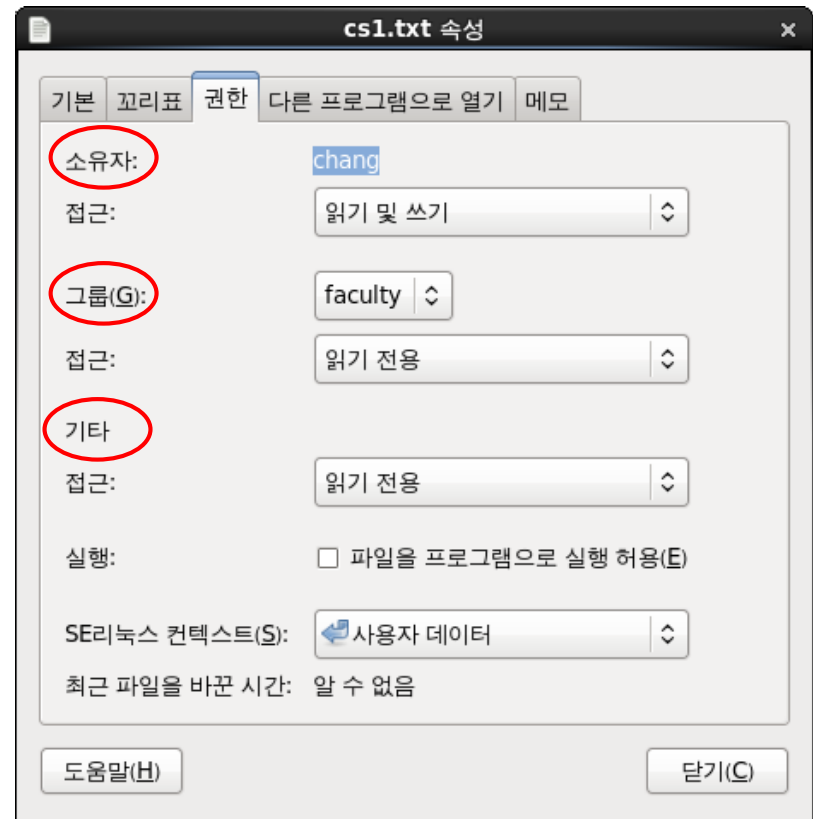 cs1.txt 속성
기본 꼬리표 권한 다른 프로그램으로 열기 메모
소유자: chang
접근: 읽기 및 쓰기
그룹(G): faculty
접근: 읽기 전용
기타
접근: 읽기 전용
실행: 파일을 프로그램으로 실행 허용(E)
SE리눅스 컨텍스트(S): 사용자 데이터
최근 파일을 바꾼 시간: 알 수 없음
도움말(H) 닫기(C)